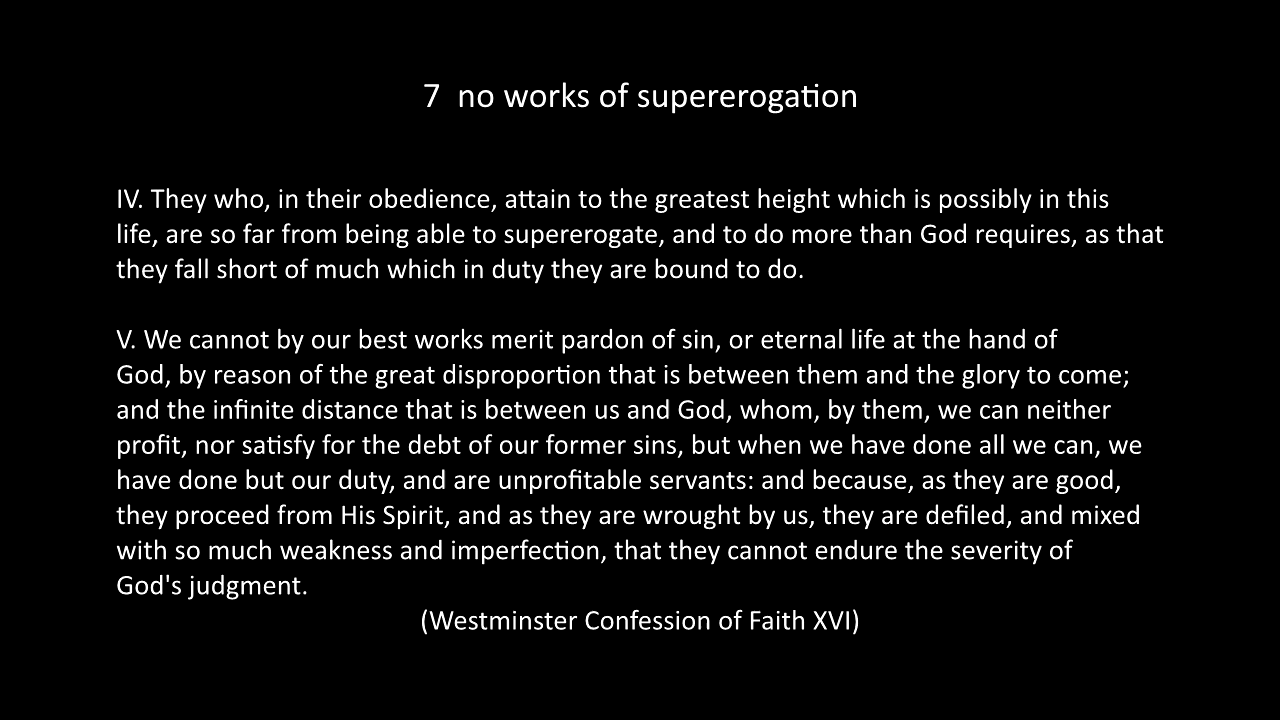 7  no works of supererogation
IV. They who, in their obedience, attain to the greatest height which is possibly in this
life, are so far from being able to supererogate, and to do more than God requires, as that
they fall short of much which in duty they are bound to do.
V. We cannot by our best works merit pardon of sin, or eternal life at the hand of
God, by reason of the great disproportion that is between them and the glory to come;
and the infinite distance that is between us and God, whom, by them, we can neither
profit, nor satisfy for the debt of our former sins, but when we have done all we can, we
have done but our duty, and are unprofitable servants: and because, as they are good,
they proceed from His Spirit, and as they are wrought by us, they are defiled, and mixed
with so much weakness and imperfection, that they cannot endure the severity of
God's judgment.
(Westminster Confession of Faith XVI)